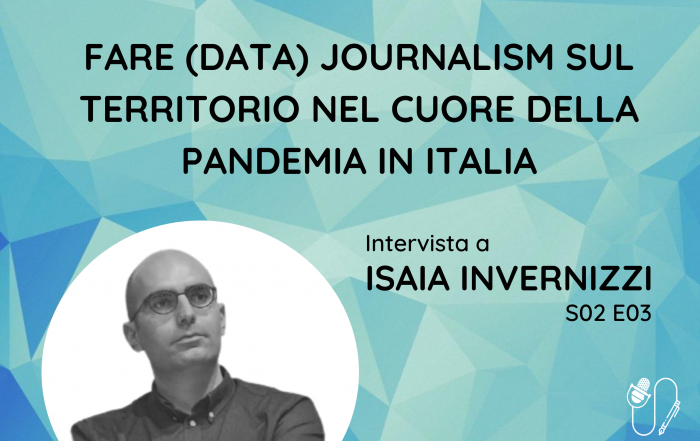 FARE (DATA) JOURNALISM SUL
TERRITORIO NEL CUORE DELLA
PANDEMIA IN ITALIA
Intervista a
ISAIA INVERNIZZI
S02 E03